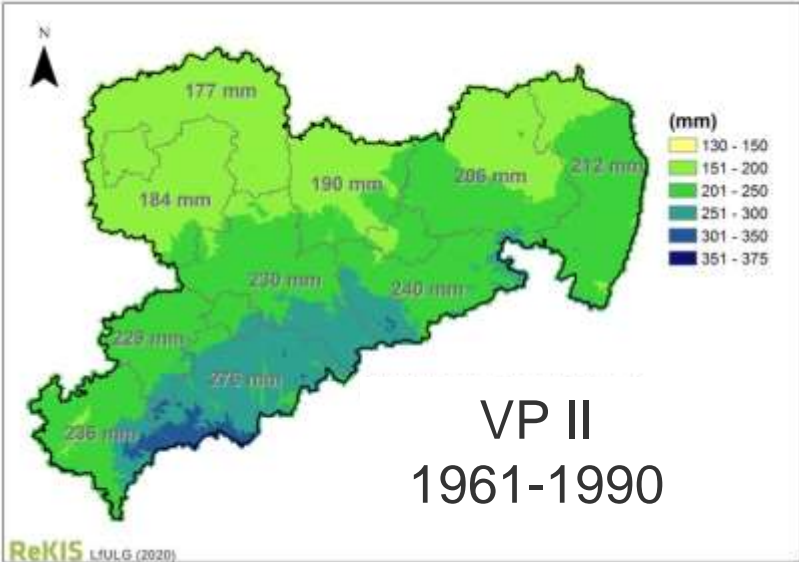 N
177 mm
(mm)
130 - 150
151 - 200
201 - 250
251 - 300
301 - 350
351 - 375
212 mm
206 mm
190 mm
184 mm
230 mm
240 mm
229 mm
mm
236 mm
VP II
1961-1990
ReKIS LfULG (2020)